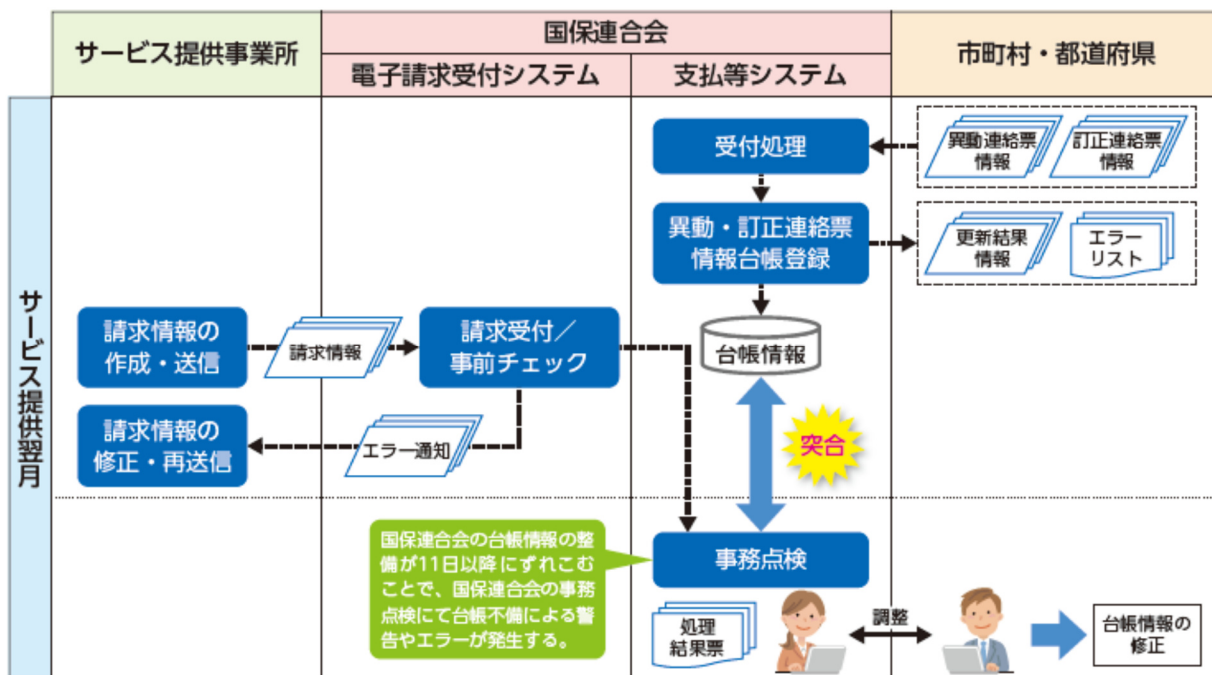 サービス提供事業所
国保連合会
電子請求受付システム
支払等システム
市町村・都道府県
サービス提供翌月
受付処理
異動連絡票
情報
訂正連絡票
情報
異動・訂正連絡票
情報台帳登録
更新結果
情報
エラー
リスト
請求情報の
作成・送信
請求情報
請求受付／
事前チェック
台帳情報
請求情報の
修正・再送信
エラー通知
突合
国保連合会の台帳情報の整
備が11日以降にずれこむ
ことで、国保連合会の事務
点検にて台帳不備による警
告やエラーが発生する。
事務点検
処理
結果票
調整
台帳情報の
修正